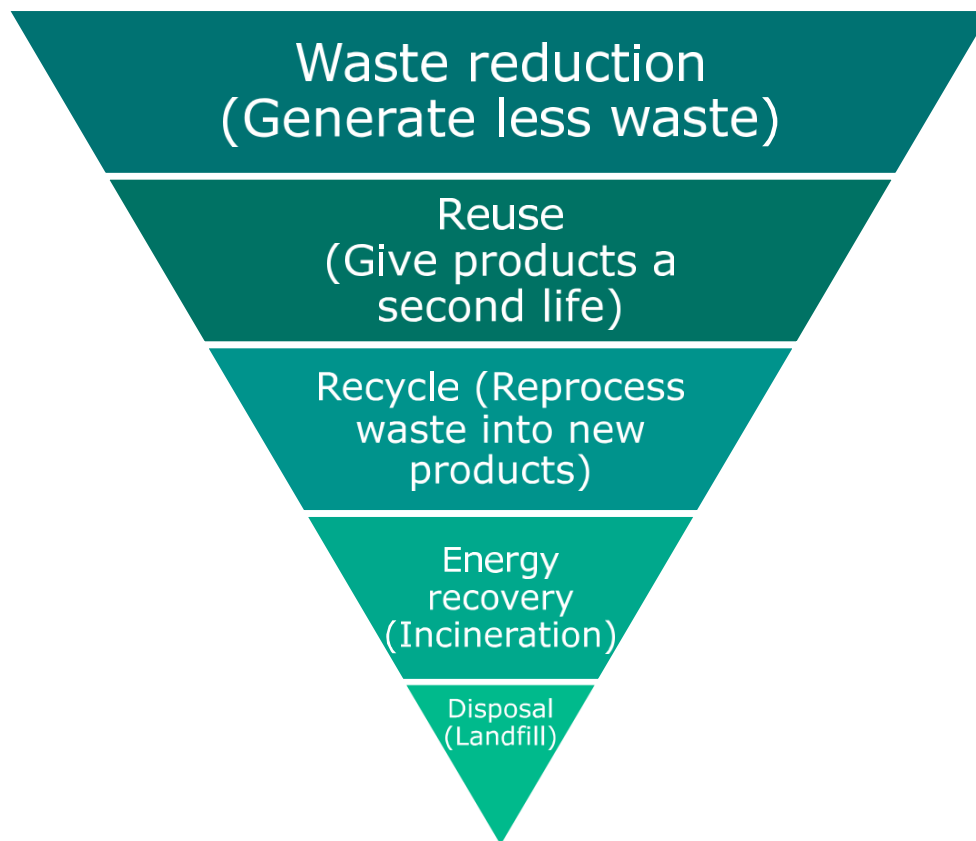 Waste reduction
(Generate less waste)
Reuse
(Give products a
second life)
Recycle (Reprocess
waste into new
products)
Energy
recovery
(Incineration)
Disposal
(Landfill)